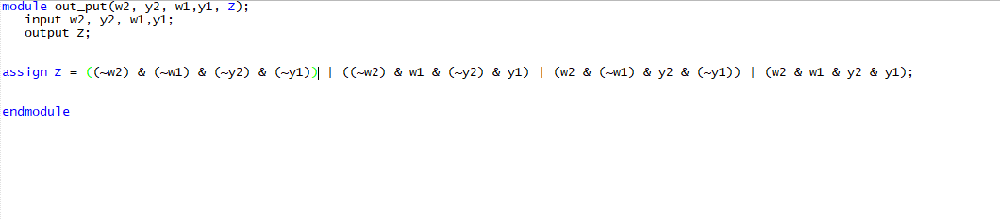 module out_put(w2, y2, w1,y1, z);
input w2, y2, w1,y1;
output z;
assign z = ((~w2) & (~w1) & (~y2) & (~y1)) | ((~w2) & w1 & (~y2) & y1) | (w2 & (~w1) & y2 & (~y1)) | (w2 & w1 & y2 & y1);
endmodule